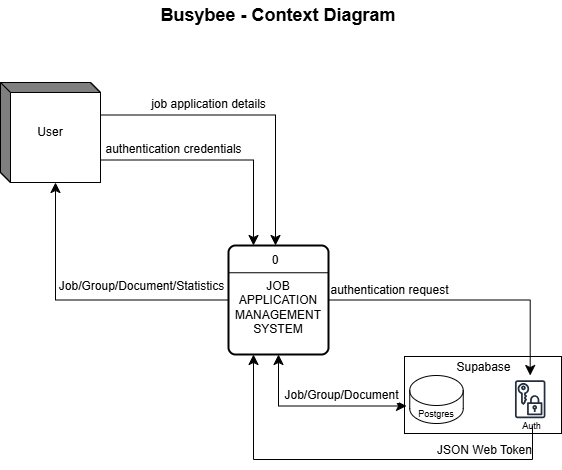 Busybee - Context Diagram
job application details
User
authentication credentials
0
Job/Group/Document/Statistics
JOB
APPLICATION
MANAGEMENT
SYSTEM
authentication request
Supabase
Job/Group/Document
Postgres
Auth
JSON Web Token